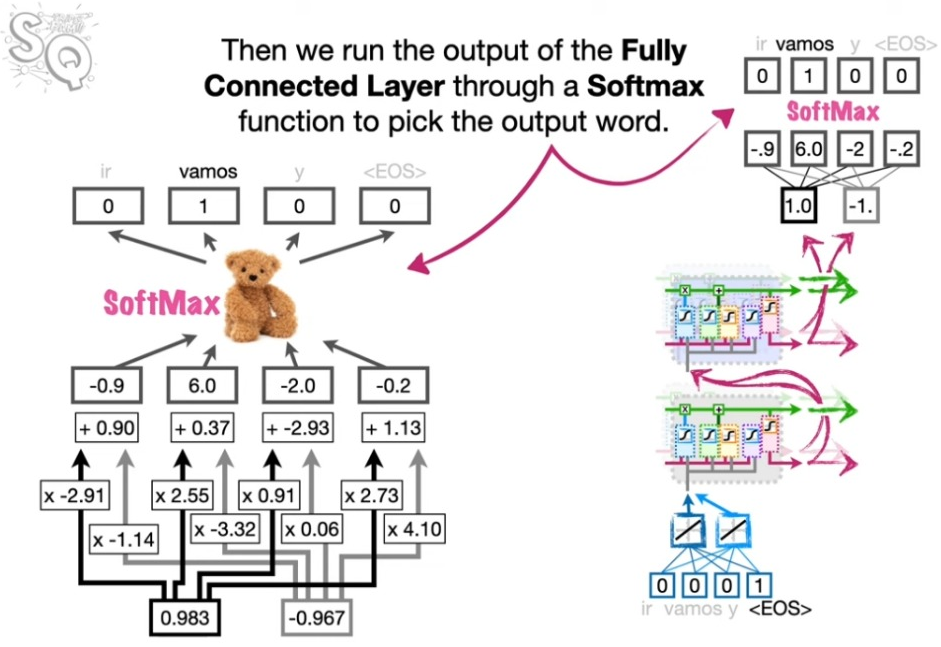 SQ
Then we run the output of the Fully
Connected Layer through a Softmax
function to pick the output word.
ir vamos y <EOS>
0 1 0 0
SoftMax
-.9 6.0 -2 -.2
1.0 -1.
ir vamos y <EOS>
0 1 0 0
SoftMax
-0.9 6.0 -2.0 -0.2
+ 0.90 + 0.37 + -2.93 + 1.13
x -2.91 x 2.55 x 0.91 x 2.73
x -1.14 x -3.32 x 0.06 x 4.10
0.983 -0.967
x +
x +
0 0 0 1
ir vamos y <EOS>